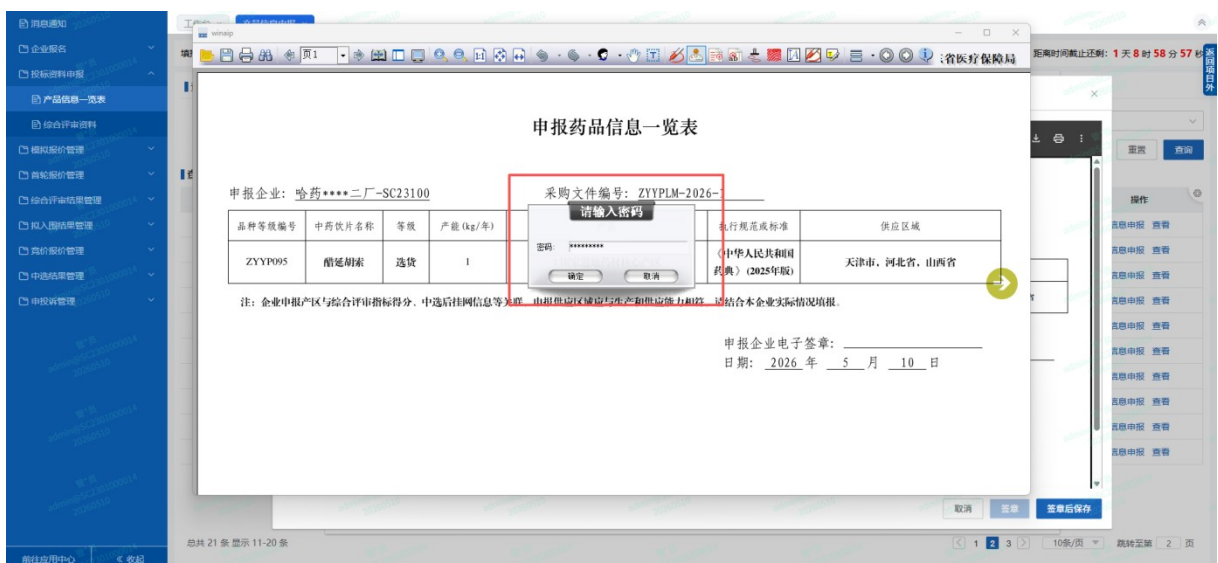 消息通知
企业报名
投标资料申报
产品信息一览表
综合评审资料
模拟报价管理
首轮报价管理
综合评审结果管理
拟入围结果管理
竞价报价管理
中选结果管理
申投诉管理
前往应用中心 《 收起
winaip
页1
省医疗保障局
距离时间截止还剩: 1 天 8 时 58 分 57 秒
返回项目外
重置 查询
申报药品信息一览表
申报企业: 哈药****二厂-SC23100
采购文件编号: ZYYPLM-2026-
品种等级编号 中药饮片名称 等级 产能(kg/年) 执行规范或标准 供应区域
ZYYP095 醋延胡索 选货 1 《中华人民共和国药典》(2025年版) 天津市, 河北省, 山西省
请输入密码
密码: *********
确定 取消
注: 企业申报产区与综合评审指标得分、中选后挂网信息等关联, 申报供应区域应与生产和供应能力相符, 请结合本企业实际情况填报。
申报企业电子签章:
日期: 2026 年 5 月 10 日
操作
信息申报 查看
信息申报 查看
信息申报 查看
信息申报 查看
信息申报 查看
信息申报 查看
信息申报 查看
信息申报 查看
信息申报 查看
信息申报 查看
取消 签章 签章后保存
总共 21 条 显示 11-20 条
1 2 3
10条/页
跳转至第 2 页